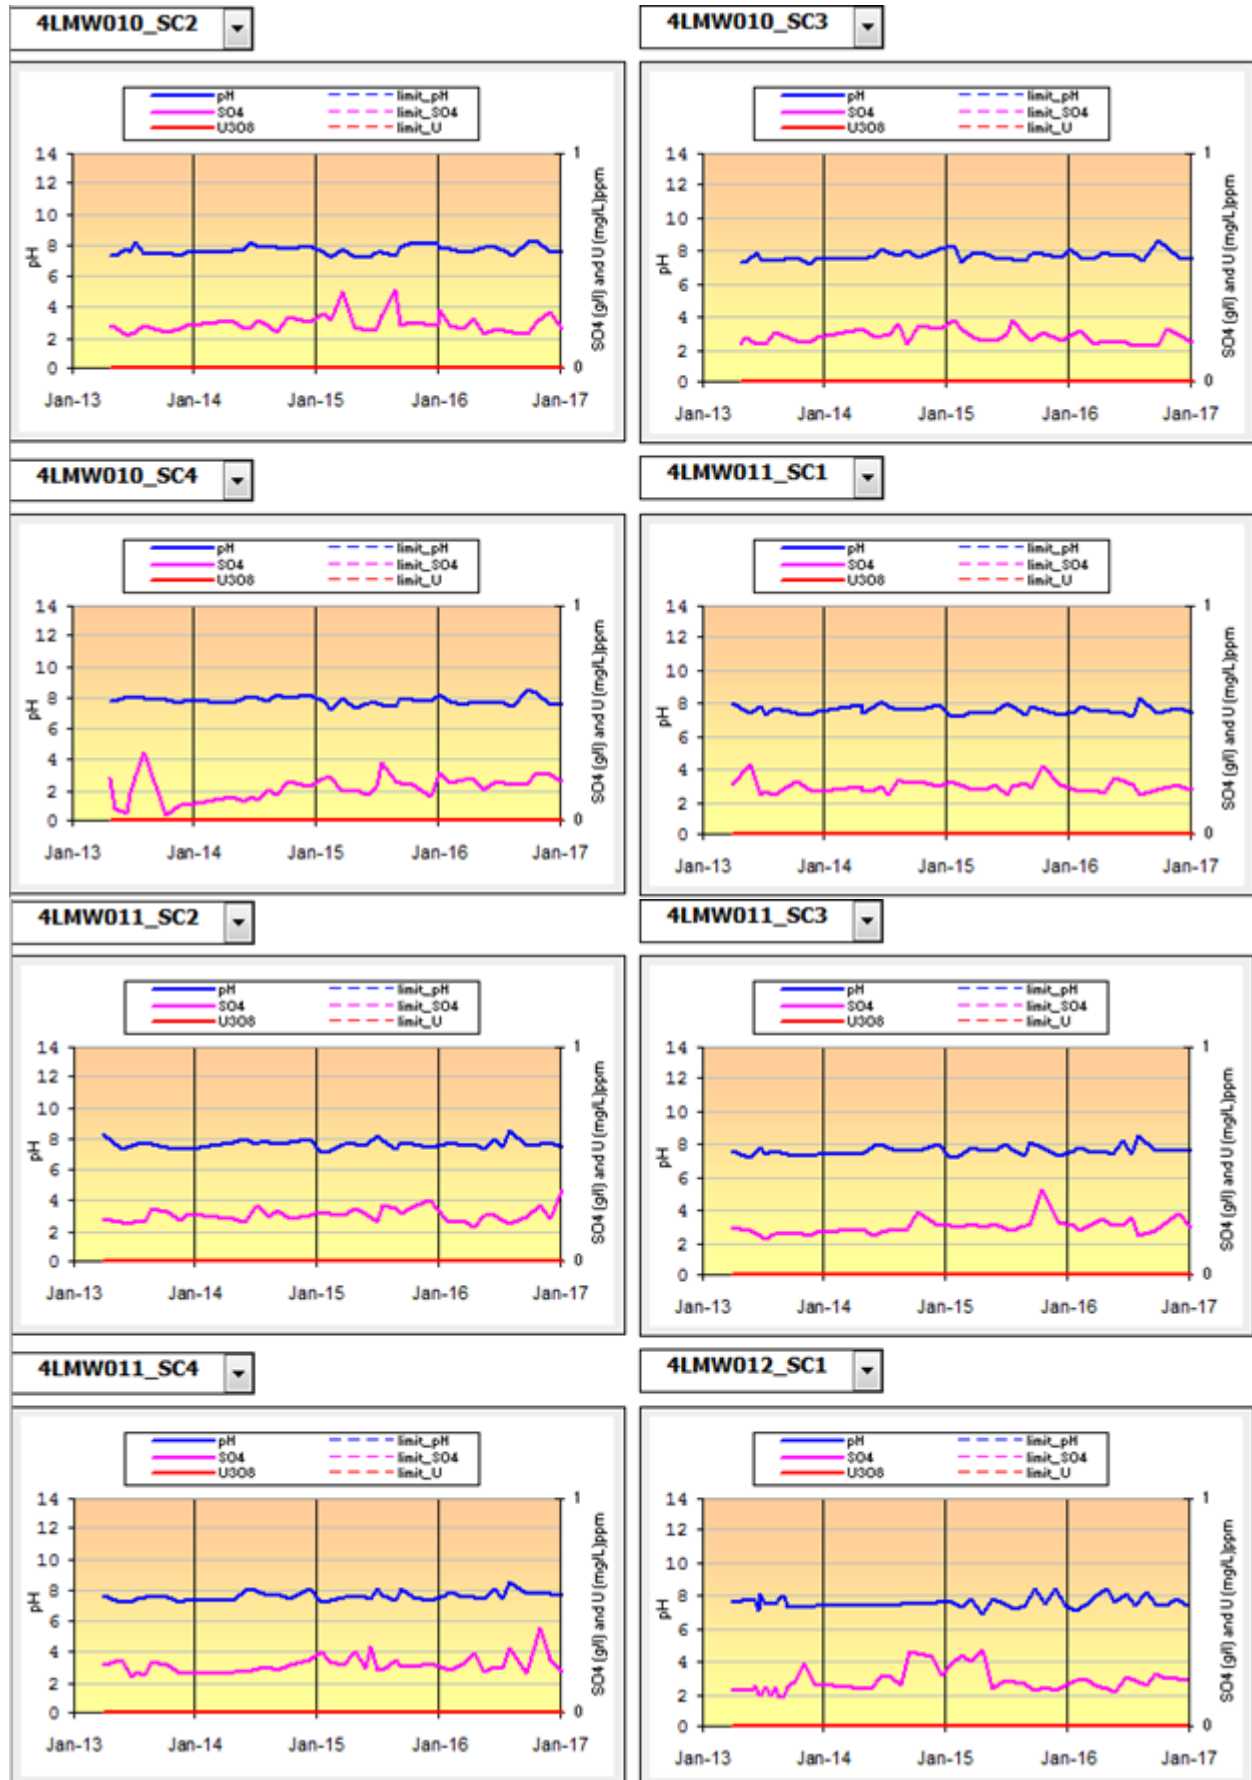 4LMW010_SC2
pH limit_pH
SO4 limit_SO4
U3O8 limit_U
14 1
12
10
8
6
4
2
0 0
pH
SO4 (g/l) and U (mg/L)ppm
Jan-13 Jan-14 Jan-15 Jan-16 Jan-17
4LMW010_SC3
pH limit_pH
SO4 limit_SO4
U3O8 limit_U
14 1
12
10
8
6
4
2
0 0
pH
SO4 (g/l) and U (mg/L)ppm
Jan-13 Jan-14 Jan-15 Jan-16 Jan-17
4LMW010_SC4
pH limit_pH
SO4 limit_SO4
U3O8 limit_U
14 1
12
10
8
6
4
2
0 0
pH
SO4 (g/l) and U (mg/L)ppm
Jan-13 Jan-14 Jan-15 Jan-16 Jan-17
4LMW011_SC1
pH limit_pH
SO4 limit_SO4
U3O8 limit_U
14 1
12
10
8
6
4
2
0 0
pH
SO4 (g/l) and U (mg/L)ppm
Jan-13 Jan-14 Jan-15 Jan-16 Jan-17
4LMW011_SC2
pH limit_pH
SO4 limit_SO4
U3O8 limit_U
14 1
12
10
8
6
4
2
0 0
pH
SO4 (g/l) and U (mg/L)ppm
Jan-13 Jan-14 Jan-15 Jan-16 Jan-17
4LMW011_SC3
pH limit_pH
SO4 limit_SO4
U3O8 limit_U
14 1
12
10
8
6
4
2
0 0
pH
SO4 (g/l) and U (mg/L)ppm
Jan-13 Jan-14 Jan-15 Jan-16 Jan-17
4LMW011_SC4
pH limit_pH
SO4 limit_SO4
U3O8 limit_U
14 1
12
10
8
6
4
2
0 0
pH
SO4 (g/l) and U (mg/L)ppm
Jan-13 Jan-14 Jan-15 Jan-16 Jan-17
4LMW012_SC1
pH limit_pH
SO4 limit_SO4
U3O8 limit_U
14 1
12
10
8
6
4
2
0 0
pH
SO4 (g/l) and U (mg/L)ppm
Jan-13 Jan-14 Jan-15 Jan-16 Jan-17